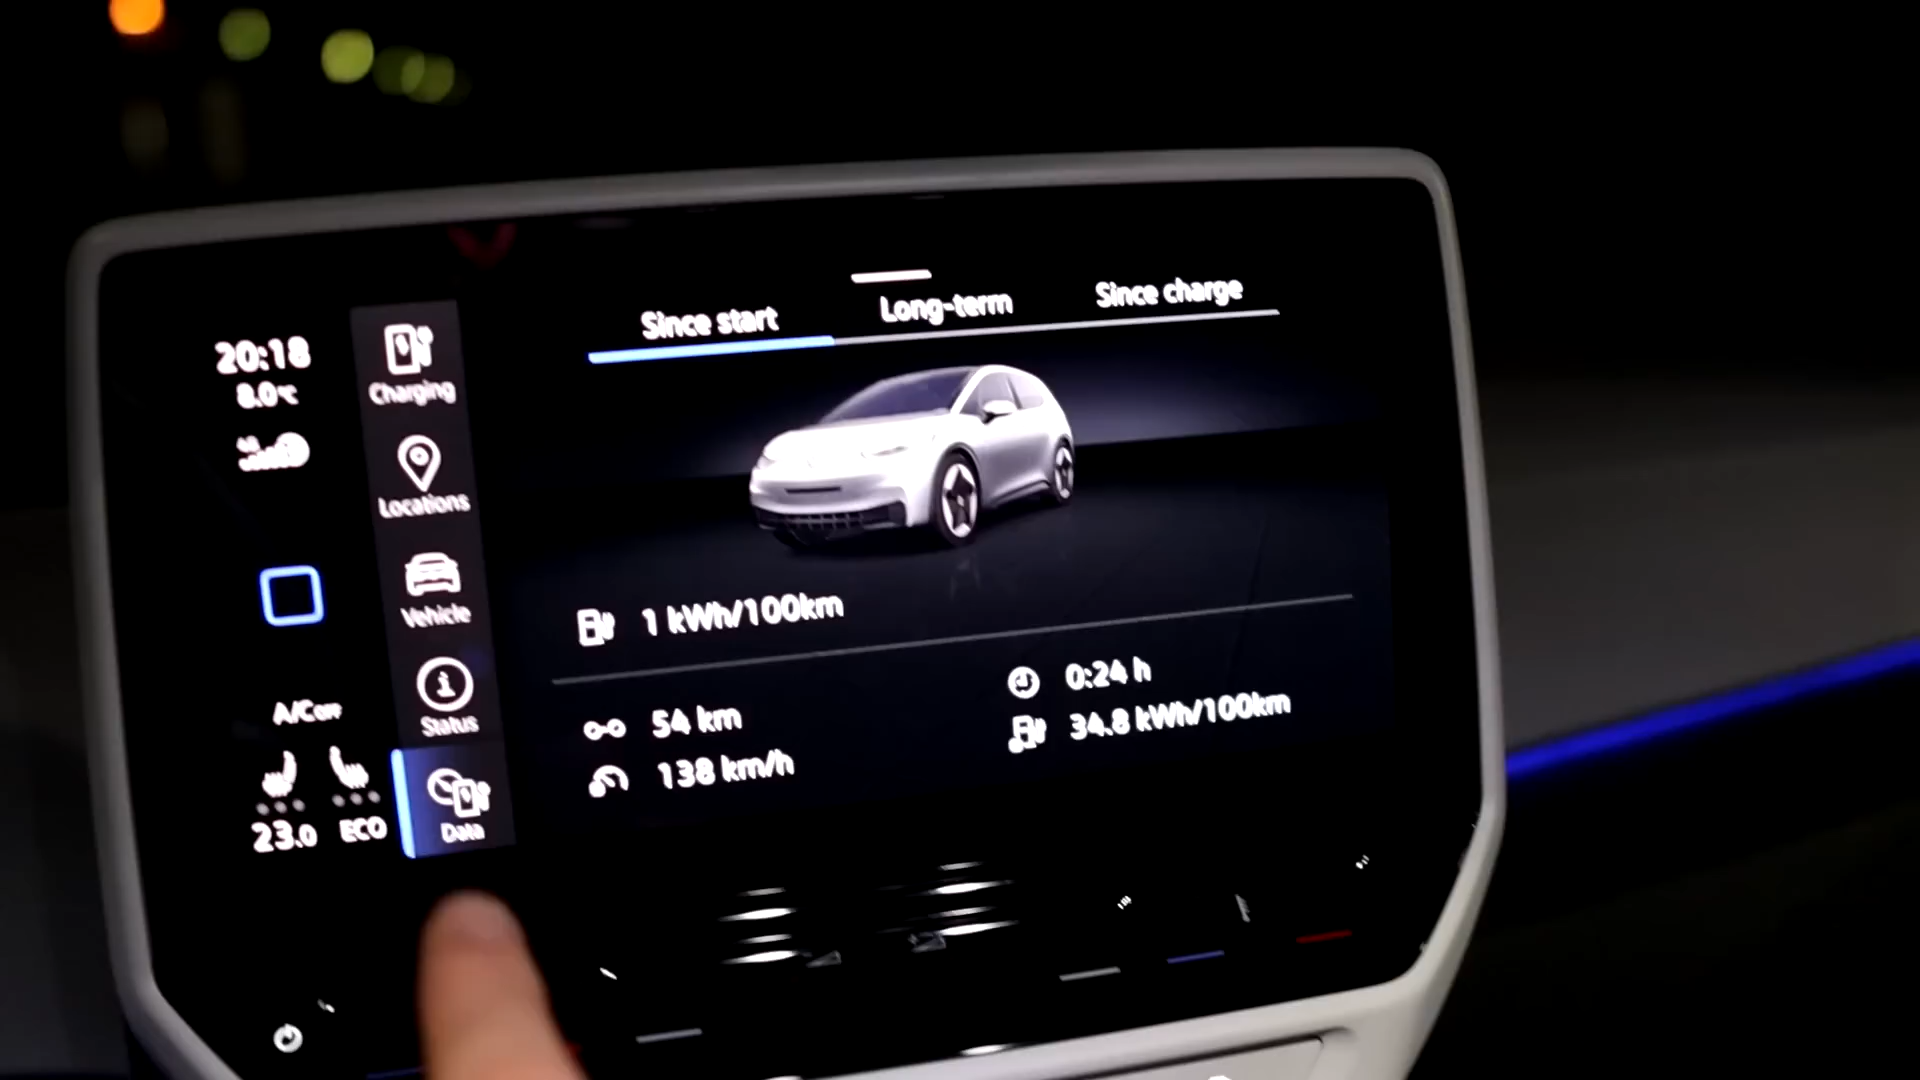 Since start Long-term Since charge
20:18
8.0°C
Charging
Locations
Vehicle
Status
Data
1 kWh/100km
54 km
0:24 h
138 km/h
34.8 kWh/100km
A/C OFF
23.0 ECO